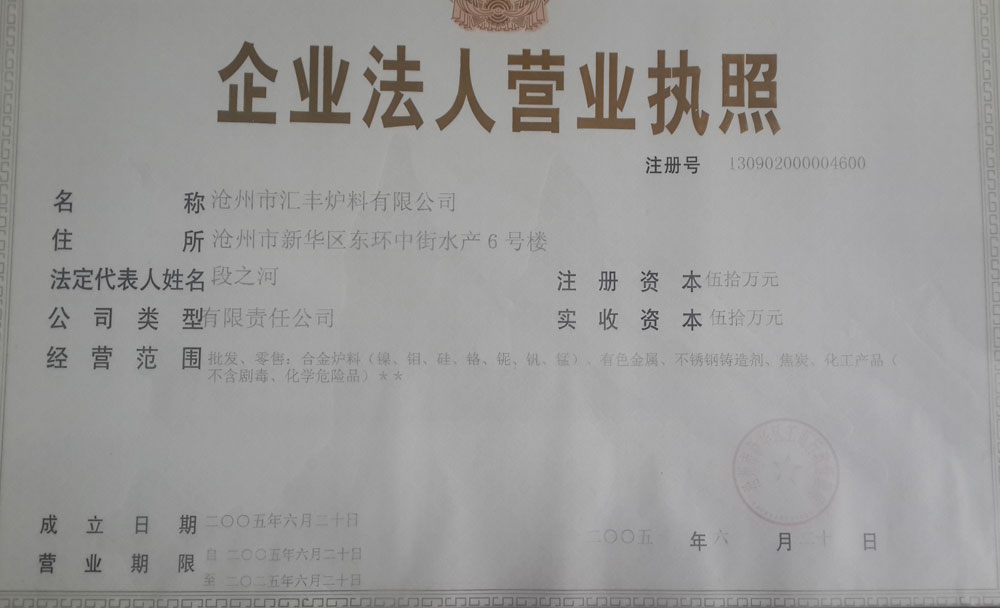 企业法人营业执照
注册号 130902000004600
名称 沧州市汇丰炉料有限公司
住所 沧州市新华区东环中街水产6号楼
法定代表人姓名 段之河 注册资本 伍拾万元
公司类型 有限责任公司 实收资本 伍拾万元
经营范围 批发、零售：合金炉料（镍、钼、硅、铬、铌、钒、锰）、有色金属、不锈钢铸造剂、焦炭、化工产品（
不含剧毒、化学危险品）**
成立日期 二〇〇五年六月二十日
二〇〇五年六月二十日
营业期限 自 二〇〇五年六月二十日
至 二〇二五年六月二十日